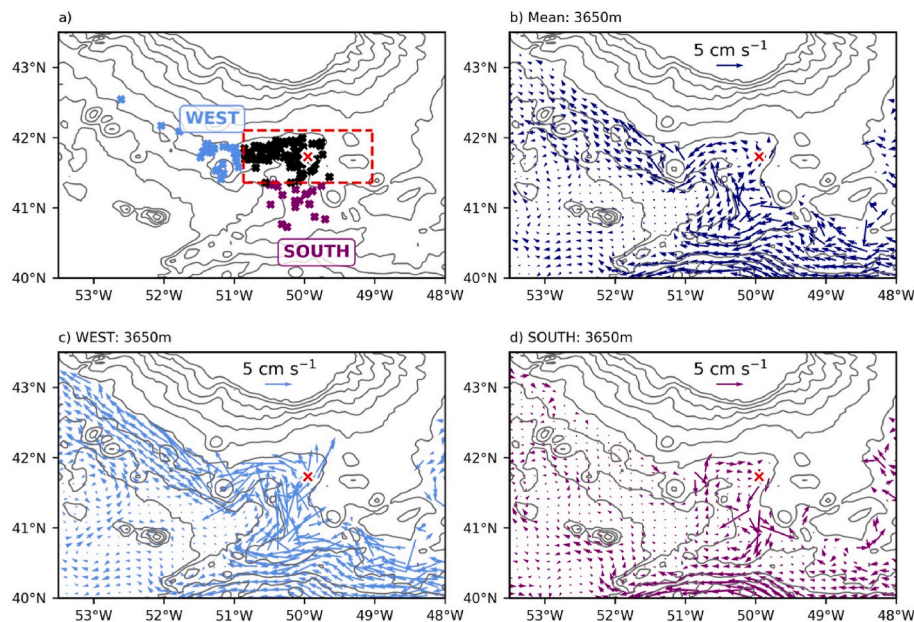 a)
43°N
42°N
41°N
40°N
WEST
SOUTH
53°W 52°W 51°W 50°W 49°W 48°W
b) Mean: 3650m
5 cm s⁻¹
43°N
42°N
41°N
40°N
53°W 52°W 51°W 50°W 49°W 48°W
c) WEST: 3650m
5 cm s⁻¹
43°N
42°N
41°N
40°N
53°W 52°W 51°W 50°W 49°W 48°W
d) SOUTH: 3650m
5 cm s⁻¹
43°N
42°N
41°N
40°N
53°W 52°W 51°W 50°W 49°W 48°W